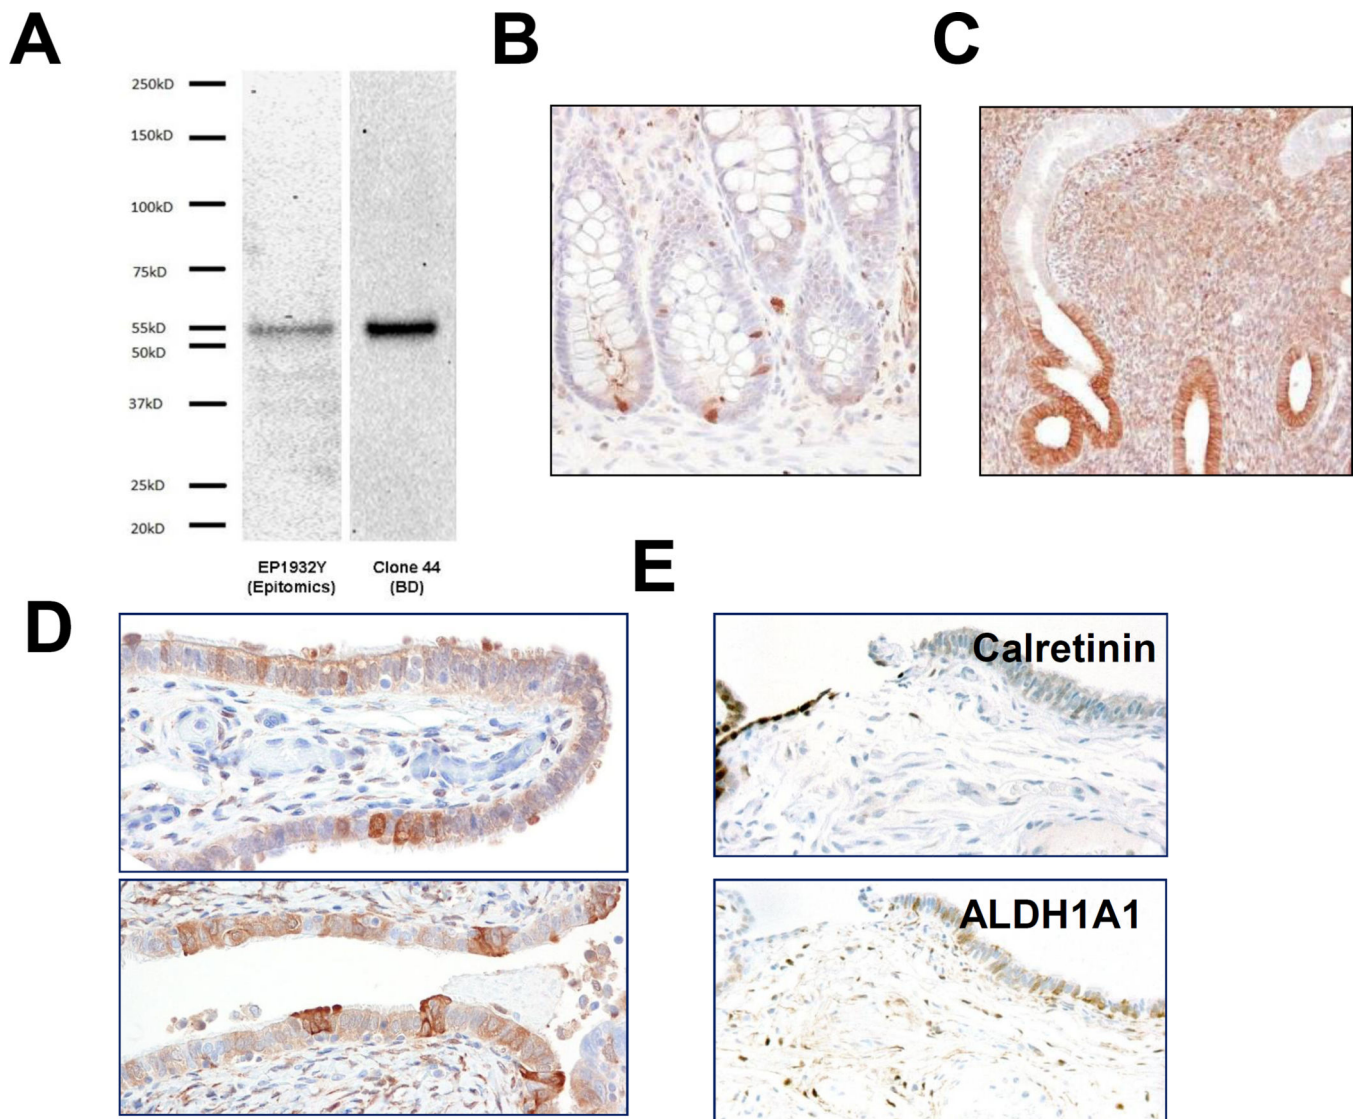 A
B
C
250kD
150kD
100kD
75kD
55kD
50kD
37kD
25kD
20kD
EP1932Y
(Epitomics)
Clone 44
(BD)
D
E
Calretinin
ALDH1A1